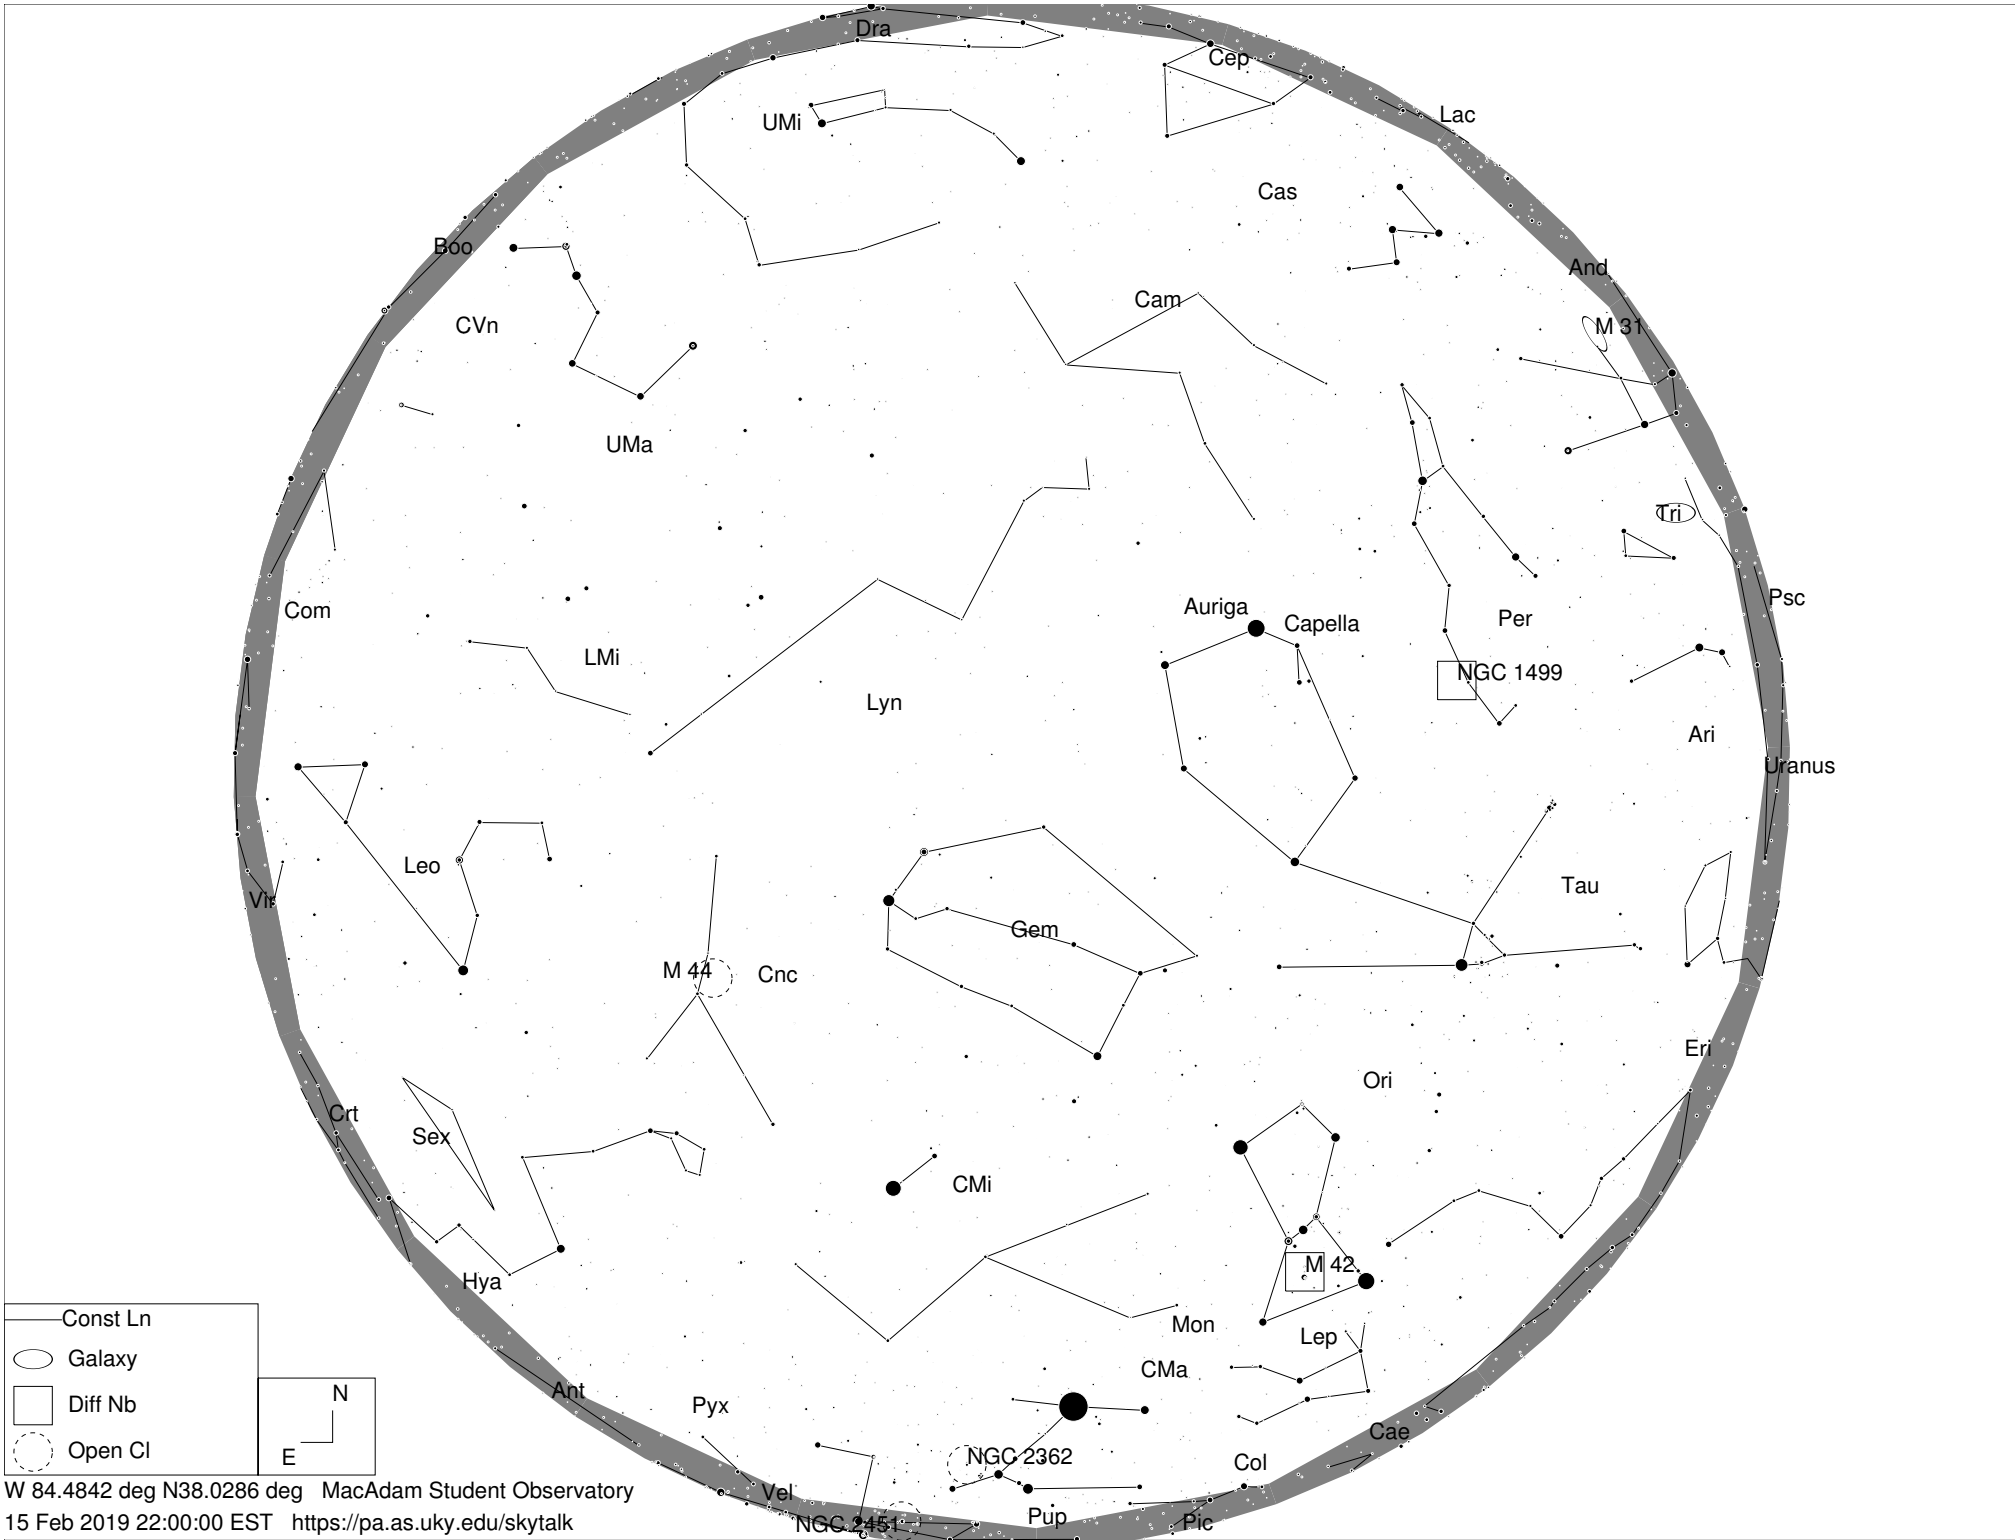 Dra
Cep
Lac
UMi
Cas
Boo
And
Cam
CVn
M 31
UMa
Tri
Com
Auriga
Capella
Per
Psc
LMi
NGC 1499
Lyn
Ari
Uranus
Leo
Tau
Vir
Gem
M 44
Cnc
Eri
Ori
Crt
Sex
CMi
M 42
Hya
Mon
Lep
CMa
Ant
Pyx
Cae
NGC 2362
Col
Vel
Pup
Pic
NGC 2451
Const Ln
Galaxy
Diff Nb
Open Cl
N
E
W 84.4842 deg N38.0286 deg MacAdam Student Observatory
15 Feb 2019 22:00:00 EST https://pa.as.uky.edu/skytalk